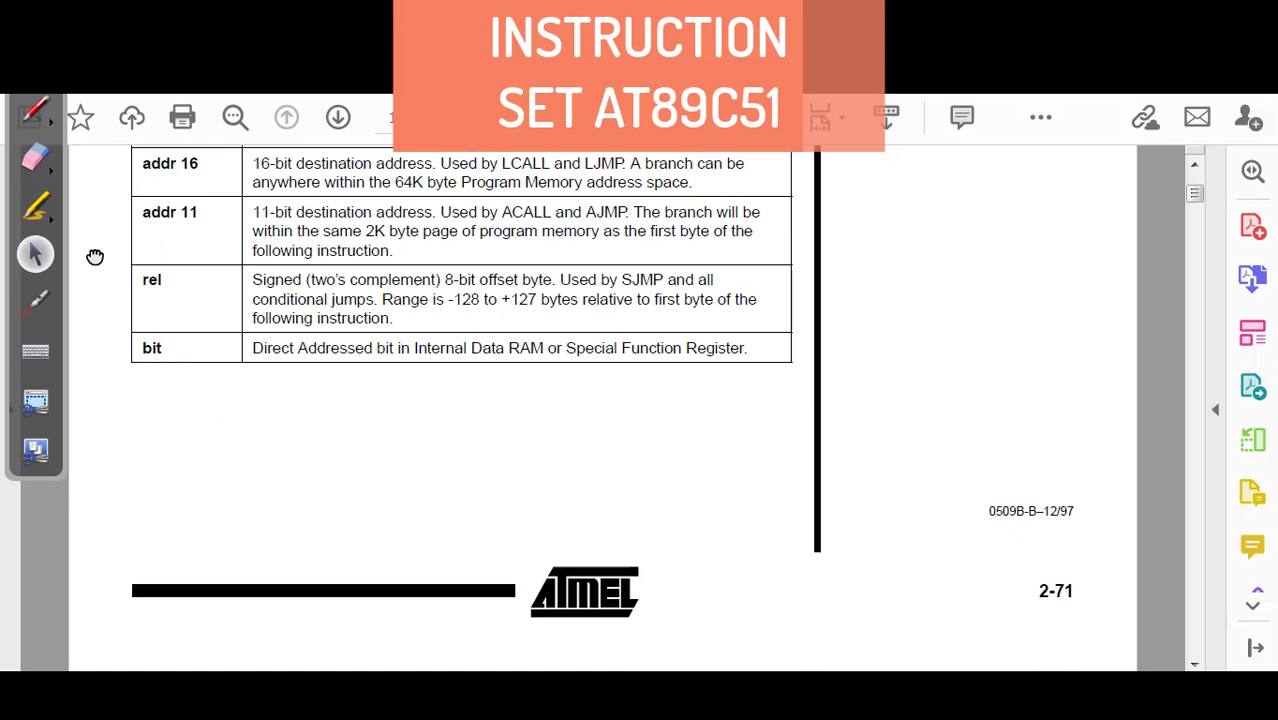 INSTRUCTION
SET AT89C51
addr 16
16-bit destination address. Used by LCALL and LJMP. A branch can be
anywhere within the 64K byte Program Memory address space.
addr 11
11-bit destination address. Used by ACALL and AJMP. The branch will be
within the same 2K byte page of program memory as the first byte of the
following instruction.
rel
Signed (two's complement) 8-bit offset byte. Used by SJMP and all
conditional jumps. Range is -128 to +127 bytes relative to first byte of the
following instruction.
bit
Direct Addressed bit in Internal Data RAM or Special Function Register.
0509B-B–12/97
ATMEL
2-71